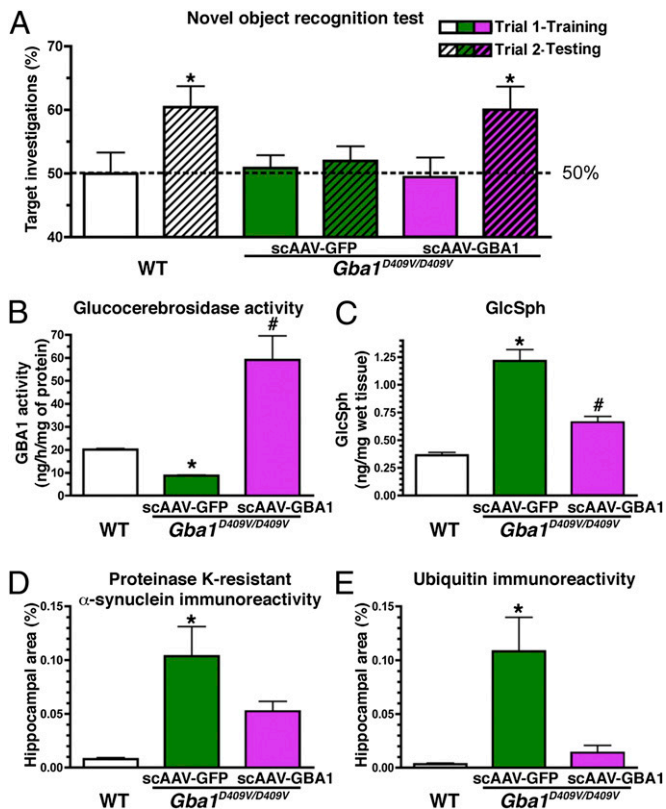 A
Novel object recognition test
Trial 1-Training
Trial 2-Testing
Target investigations (%)
70
60
50
40
*
*
50%
scAAV-GFP scAAV-GBA1
WT
Gba1D409V/D409V
B
Glucocerebrosidase activity
GBA1 activity
(ng/h/mg of protein)
70
60
50
40
30
20
10
0
*
#
scAAV-GFP scAAV-GBA1
WT
Gba1D409V/D409V
C
GlcSph
GlcSph
(ng/mg wet tissue)
1.25
1.00
0.75
0.50
0.25
0.00
*
#
scAAV-GFP scAAV-GBA1
WT
Gba1D409V/D409V
D
Proteinase K-resistant
α-synuclein immunoreactivity
Hippocampal area (%)
0.15
0.10
0.05
0.00
*
scAAV-GFP scAAV-GBA1
WT
Gba1D409V/D409V
E
Ubiquitin immunoreactivity
Hippocampal area (%)
0.15
0.10
0.05
0.00
*
scAAV-GFP scAAV-GBA1
WT
Gba1D409V/D409V